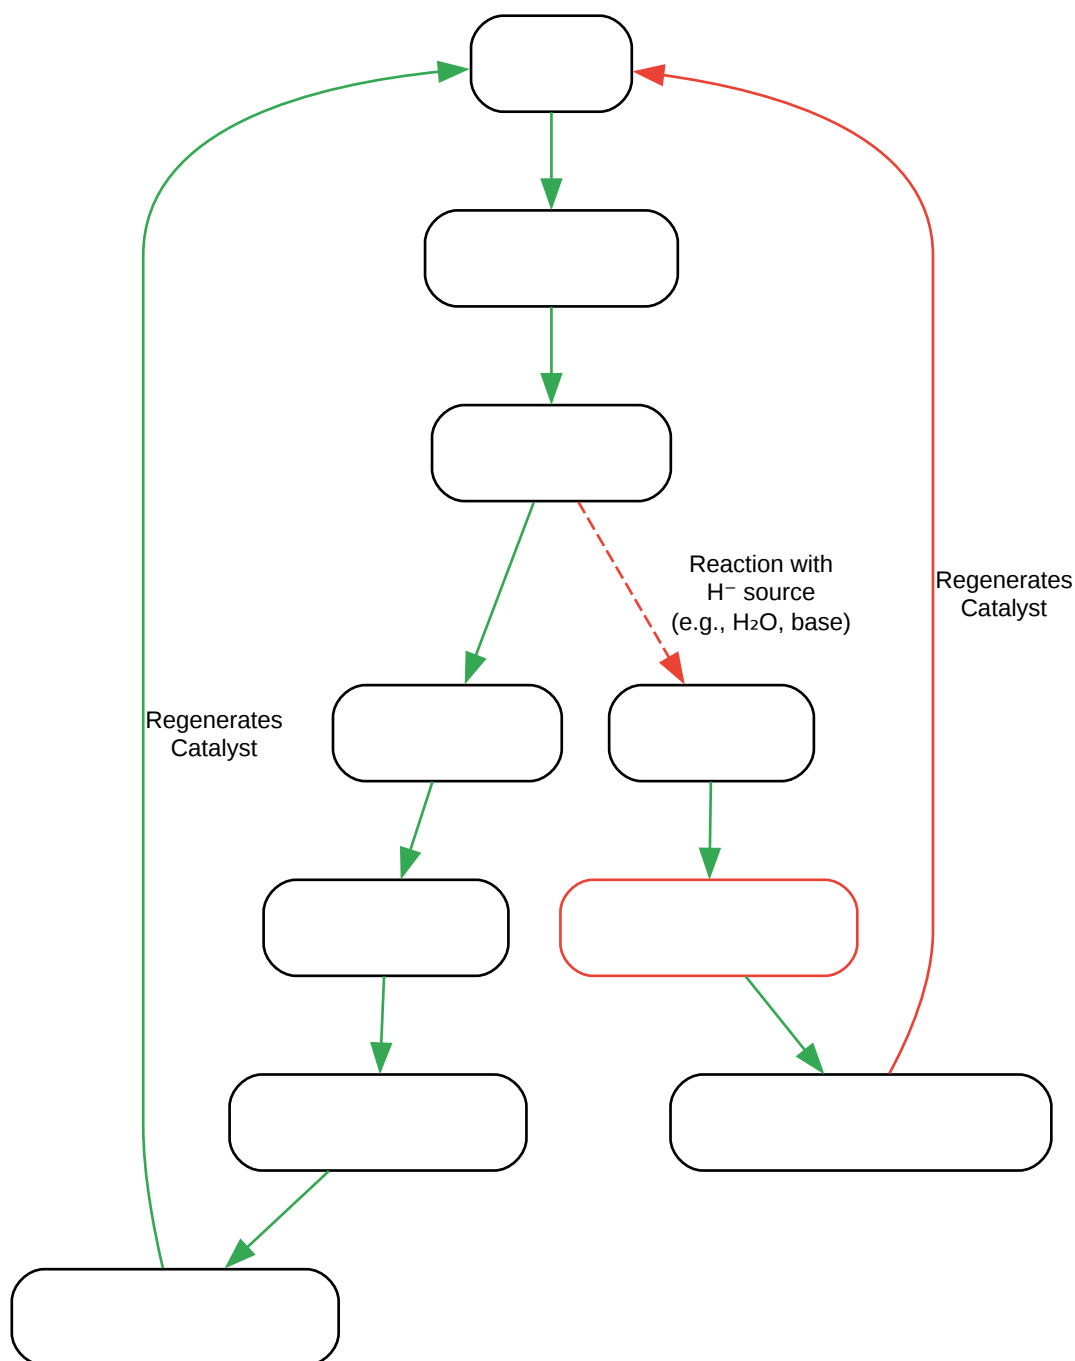 Reaction with
H⁻ source
(e.g., H₂O, base)
Regenerates
Catalyst
Regenerates
Catalyst